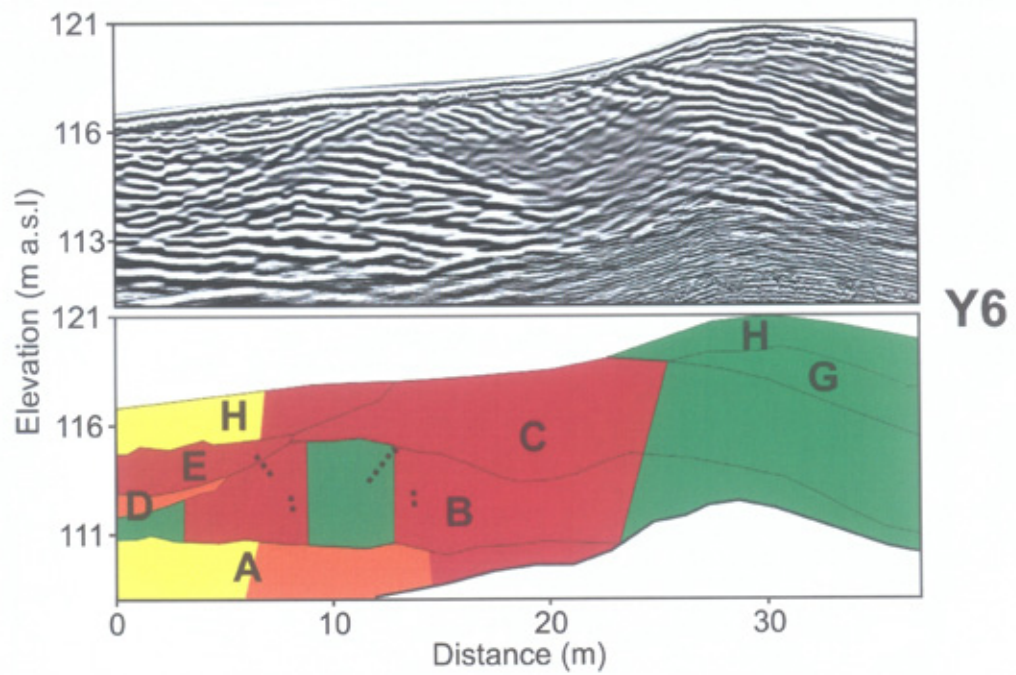 121
116
113
121
116
111
Elevation (m a.s.l)
Y6
H
G
H
C
E
D
B
A
0
10
20
30
Distance (m)